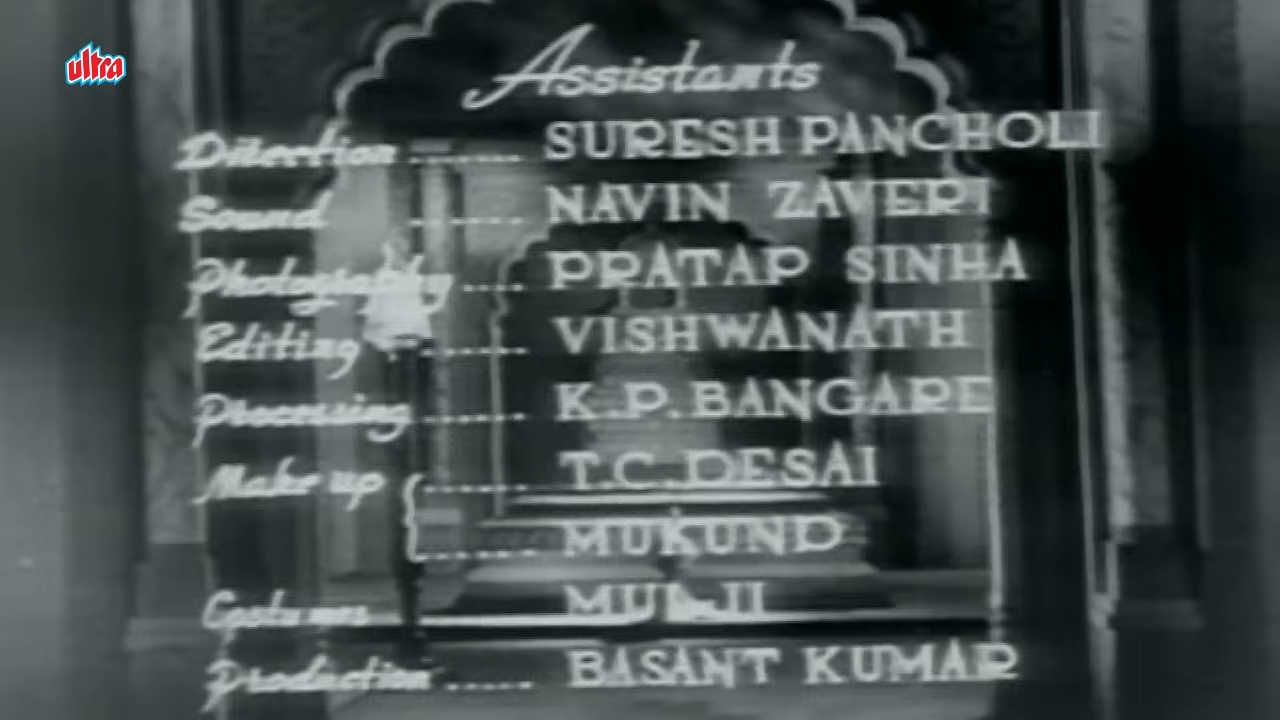 ultra
Assistants
Direction ....... SURESH PANCHOLI
Sound ....... NAVIN ZAVERI
Photography .... PRATAP SINHA
Editing ....... VISHWANATH
Processing ....... K.P. BANGARE
Make up ....... T.C. DESAI
....... MUKUND
Costumes MULJI
Production ...... BASANT KUMAR